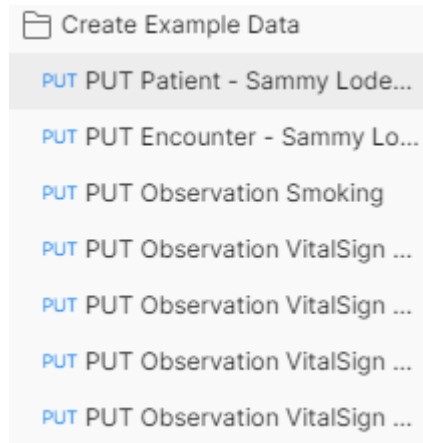 Create Example Data
PUT PUT Patient - Sammy Lode...
PUT PUT Encounter - Sammy Lo...
PUT PUT Observation Smoking
PUT PUT Observation VitalSign ...
PUT PUT Observation VitalSign ...
PUT PUT Observation VitalSign ...
PUT PUT Observation VitalSign ...